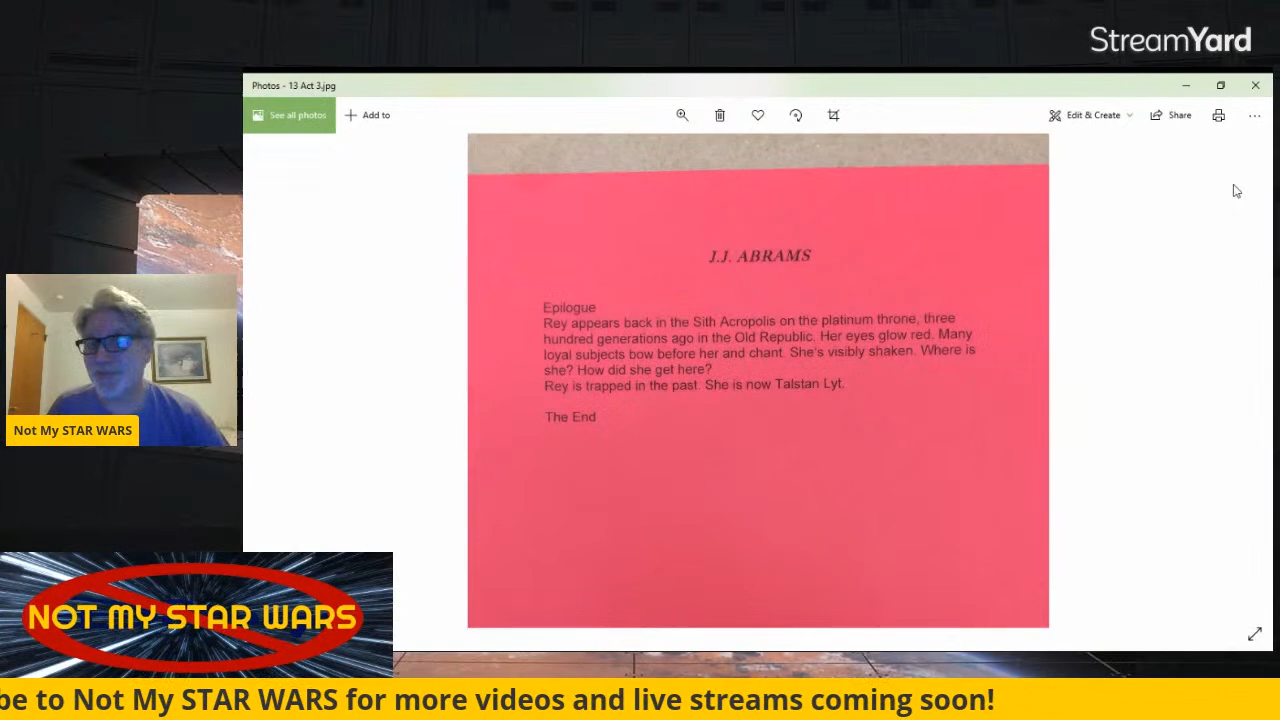 StreamYard
Photos - 13 Act 3.jpg
See all photos
Add to
Edit & Create
Share
J.J. ABRAMS
Epilogue
Rey appears back in the Sith Acropolis on the platinum throne, three
hundred generations ago in the Old Republic. Her eyes glow red. Many
loyal subjects bow before her and chant. She's visibly shaken. Where is
she? How did she get here?
Rey is trapped in the past. She is now Talstan Lyt.
The End
Not My STAR WARS
NOT MY STAR WARS
be to Not My STAR WARS for more videos and live streams coming soon!